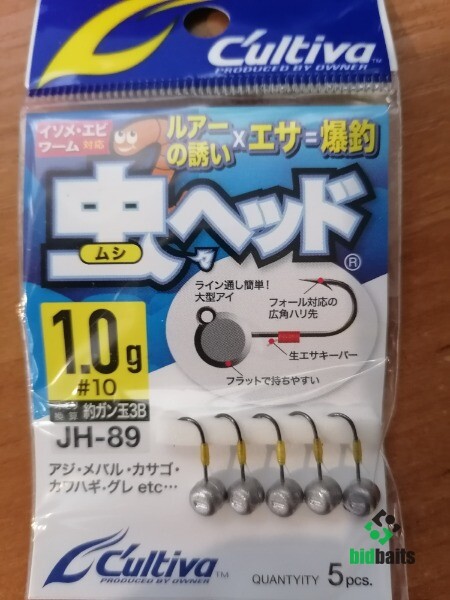 C'ultiva™
PRODUCED BY OWNER
イソメ・エビ
ワーム対応
ルアーの誘い×エサ=爆釣
虫ヘッド®
ムシ
ライン通し簡単!
大型アイ
フォール対応の
広角ハリ先
生エサキーパー
フラットで持ちやすい
1.0g
#10
約ガン玉3B
JH-89
アジ・メバル・カサゴ・
カワハギ・グレ etc…
C'ultiva™
PRODUCED BY OWNER
QUANTYITY 5pcs.
bidbaits